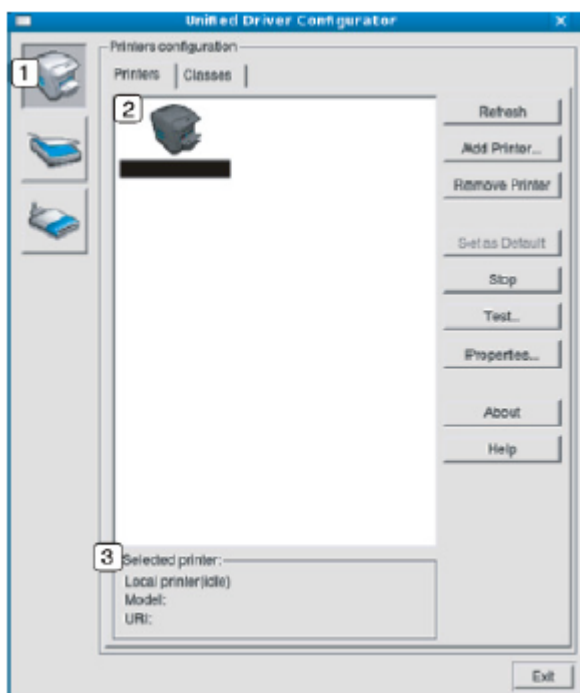 Unified Driver Configurator
Printers configuration
1
Printers Classes
2
Refresh
Add Printer...
Remove Printer
Set as Default
Stop
Test...
Properties...
About
Help
3
Selected printer:
Local printer(idle)
Model:
URI:
Exit